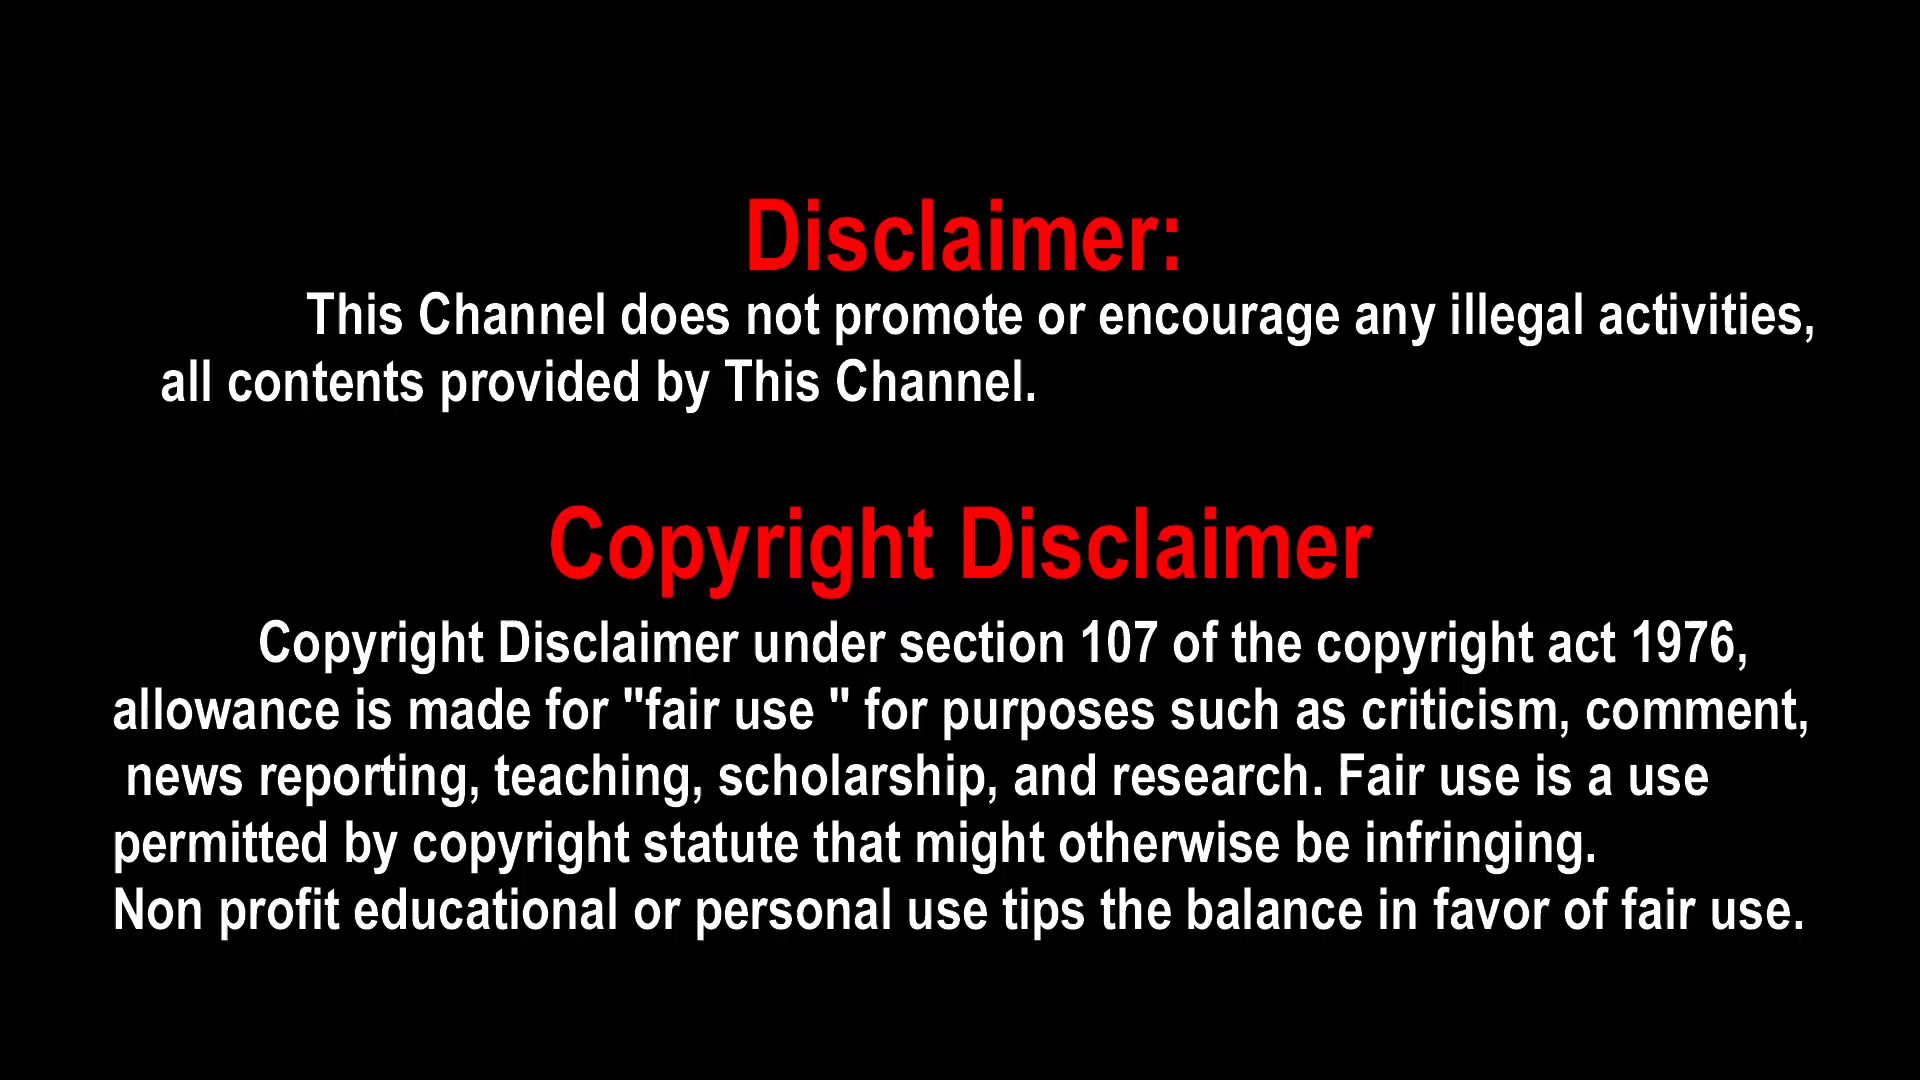 Disclaimer:
This Channel does not promote or encourage any illegal activities,
all contents provided by This Channel.
Copyright Disclaimer
Copyright Disclaimer under section 107 of the copyright act 1976,
allowance is made for "fair use " for purposes such as criticism, comment,
news reporting, teaching, scholarship, and research. Fair use is a use
permitted by copyright statute that might otherwise be infringing.
Non profit educational or personal use tips the balance in favor of fair use.